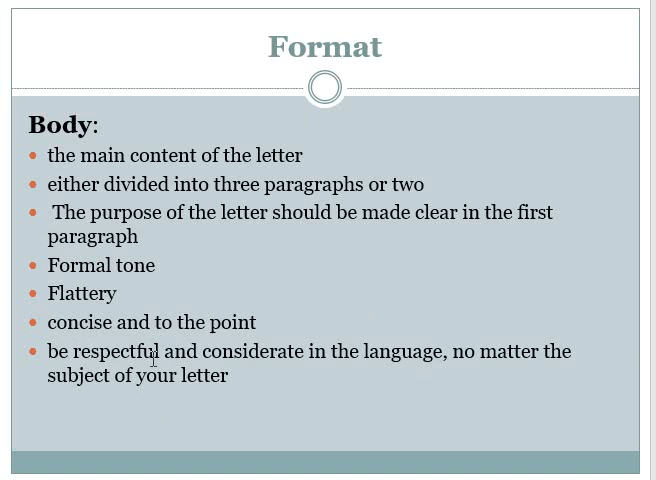 Format
Body:
the main content of the letter
either divided into three paragraphs or two
The purpose of the letter should be made clear in the first
paragraph
Formal tone
Flattery
concise and to the point
be respectful and considerate in the language, no matter the
subject of your letter